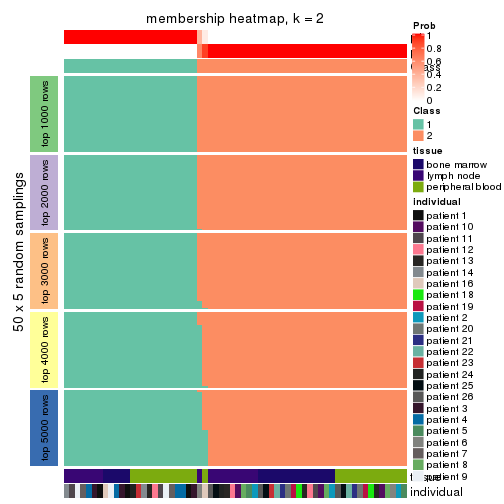 membership heatmap, k = 2
50 x 5 random samplings
top 1000 rows
top 2000 rows
top 3000 rows
top 4000 rows
top 5000 rows
Prob
1
0.8
0.6
0.4
0.2
0
Class
Class
1
2
tissue
bone marrow
lymph node
peripheral blood
individual
patient 1
patient 10
patient 11
patient 12
patient 13
patient 14
patient 16
patient 18
patient 19
patient 2
patient 20
patient 21
patient 22
patient 23
patient 24
patient 25
patient 26
patient 3
patient 4
patient 5
patient 6
patient 7
patient 8
patient 9
individual